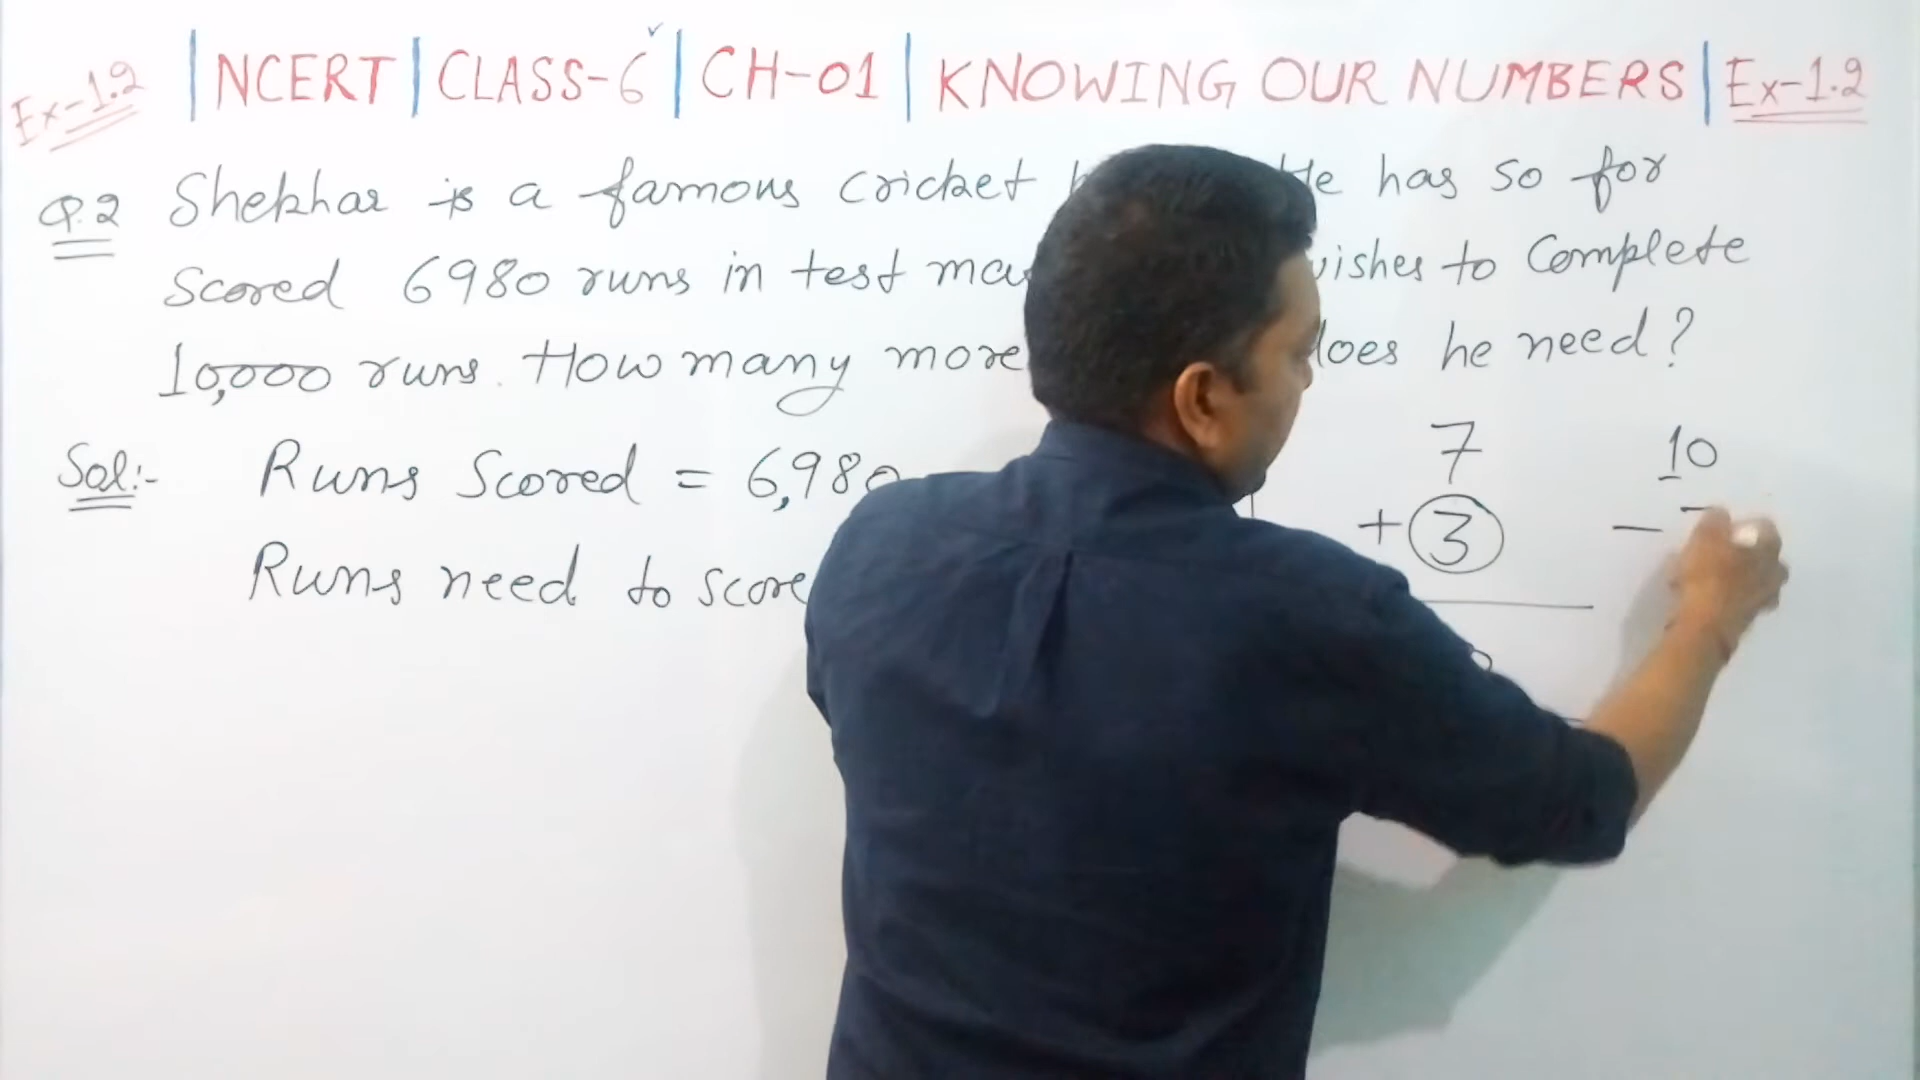 Ex-1.2 | NCERT | CLASS-6 | CH-01 | KNOWING OUR NUMBERS | Ex-1.2
Q.2 Shekhar is a famous cricket He has so for
Scored 6980 runs in test wishes to Complete
10,000 runs. How many more does he need?
Sol:- Runs Scored = 6,980
Runs need to score
7
+ 3
10
-